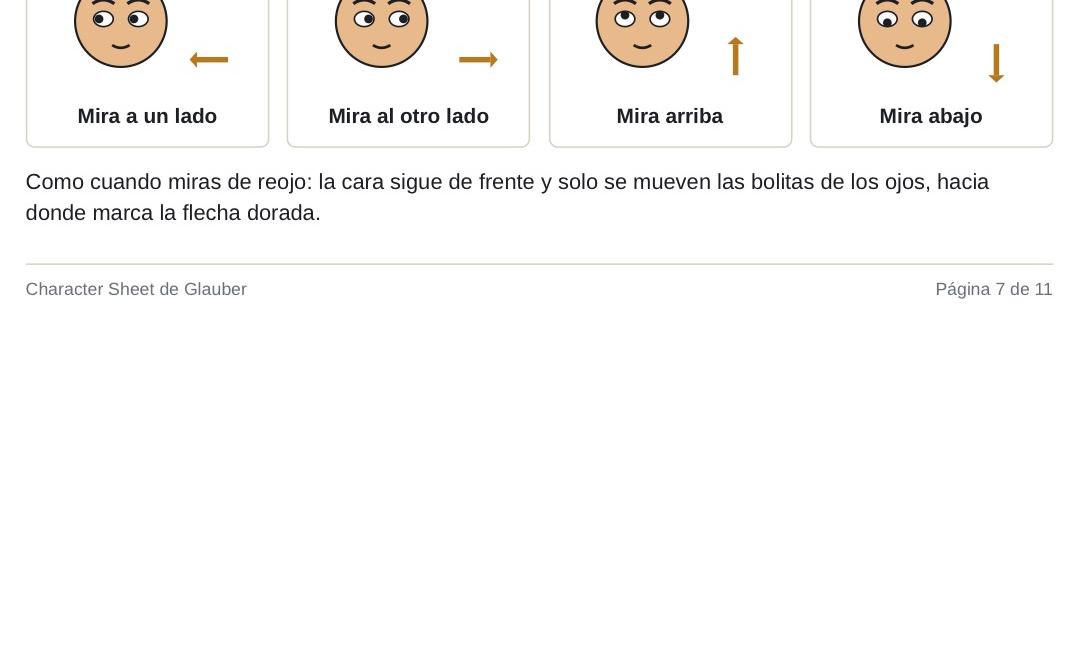 Mira a un lado
Mira al otro lado
Mira arriba
Mira abajo
Como cuando miras de reojo: la cara sigue de frente y solo se mueven las bolitas de los ojos, hacia
donde marca la flecha dorada.
Character Sheet de Glauber
Página 7 de 11